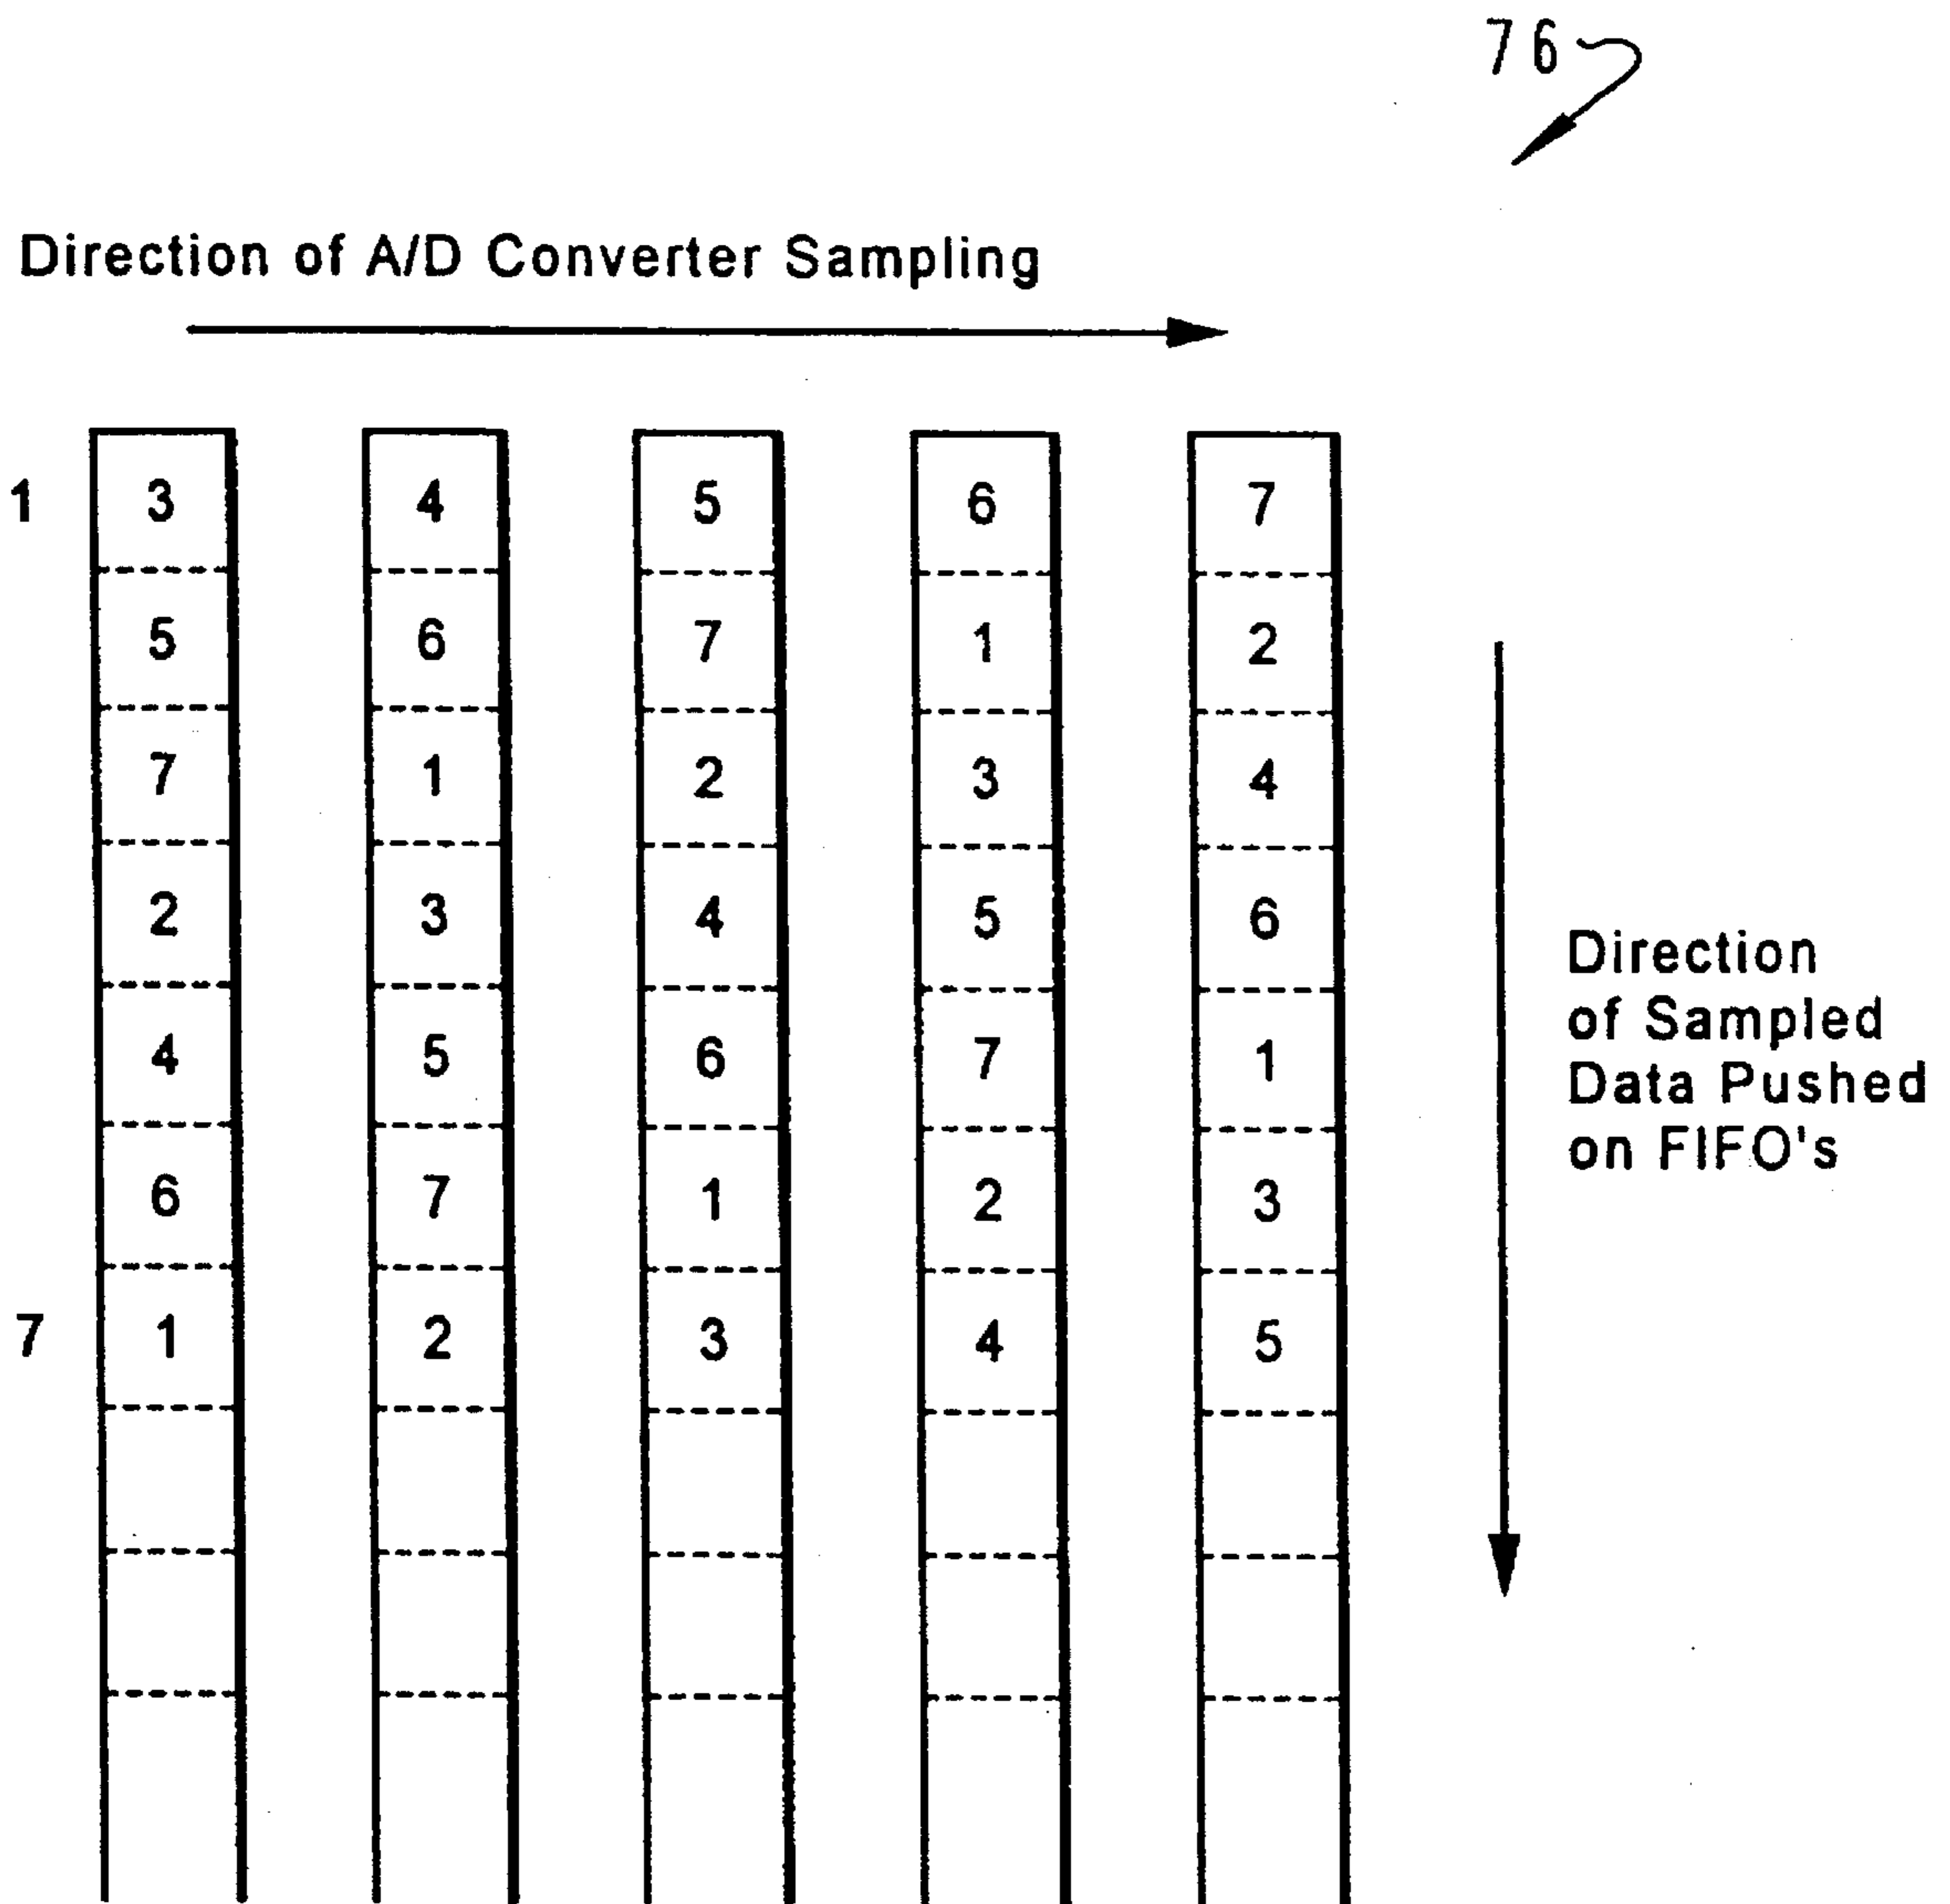 76
Direction of A/D Converter Sampling
1 3 4 5 6 7
5 6 7 1 2
7 1 2 3 4
2 3 4 5 6
4 5 6 7 1
6 7 1 2 3
7 1 2 3 4 5
Direction
of Sampled
Data Pushed
on FIFO's